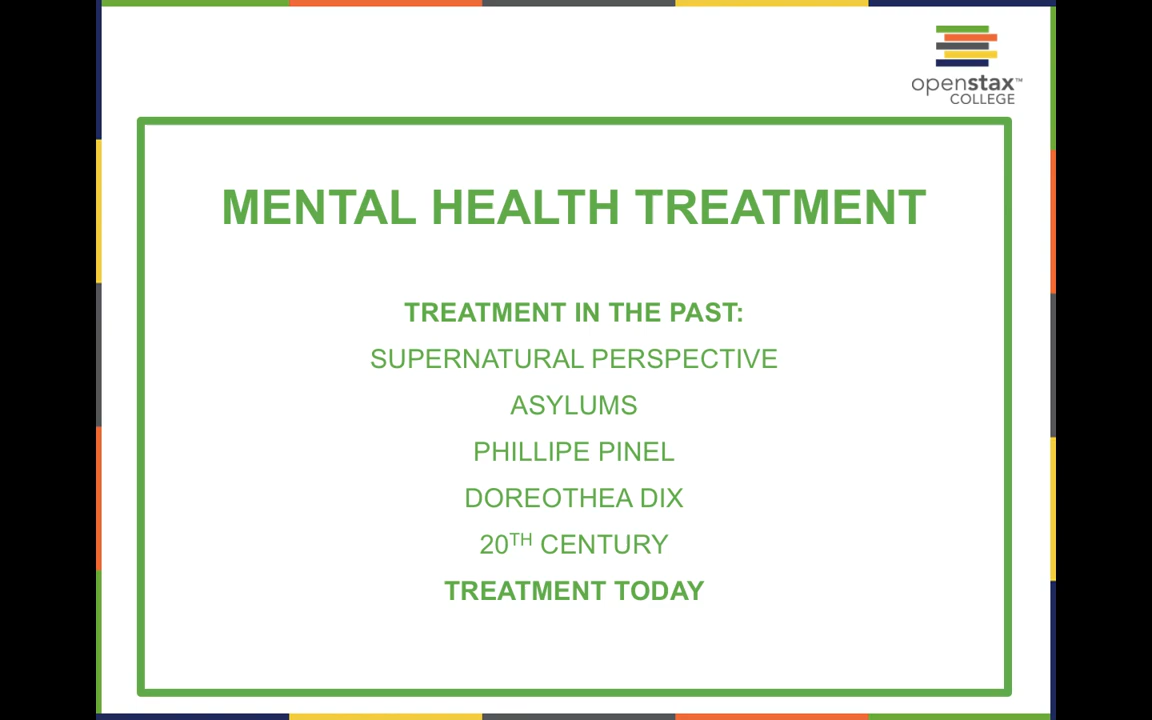 openstax™
COLLEGE
MENTAL HEALTH TREATMENT
TREATMENT IN THE PAST:
SUPERNATURAL PERSPECTIVE
ASYLUMS
PHILLIPE PINEL
DOREOTHEA DIX
20TH CENTURY
TREATMENT TODAY